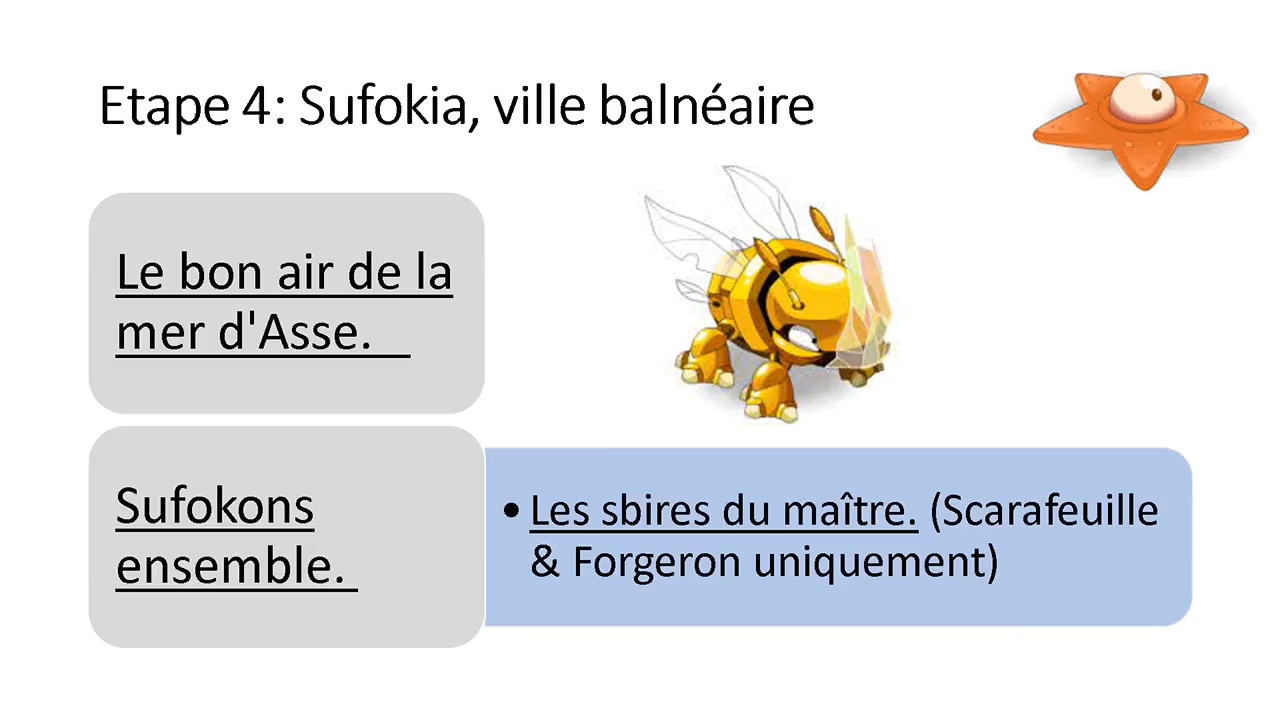 Etape 4: Sufokia, ville balnéaire
Le bon air de la
mer d'Asse.
Sufokons
ensemble.
• Les sbires du maître. (Scarafeuille
& Forgeron uniquement)